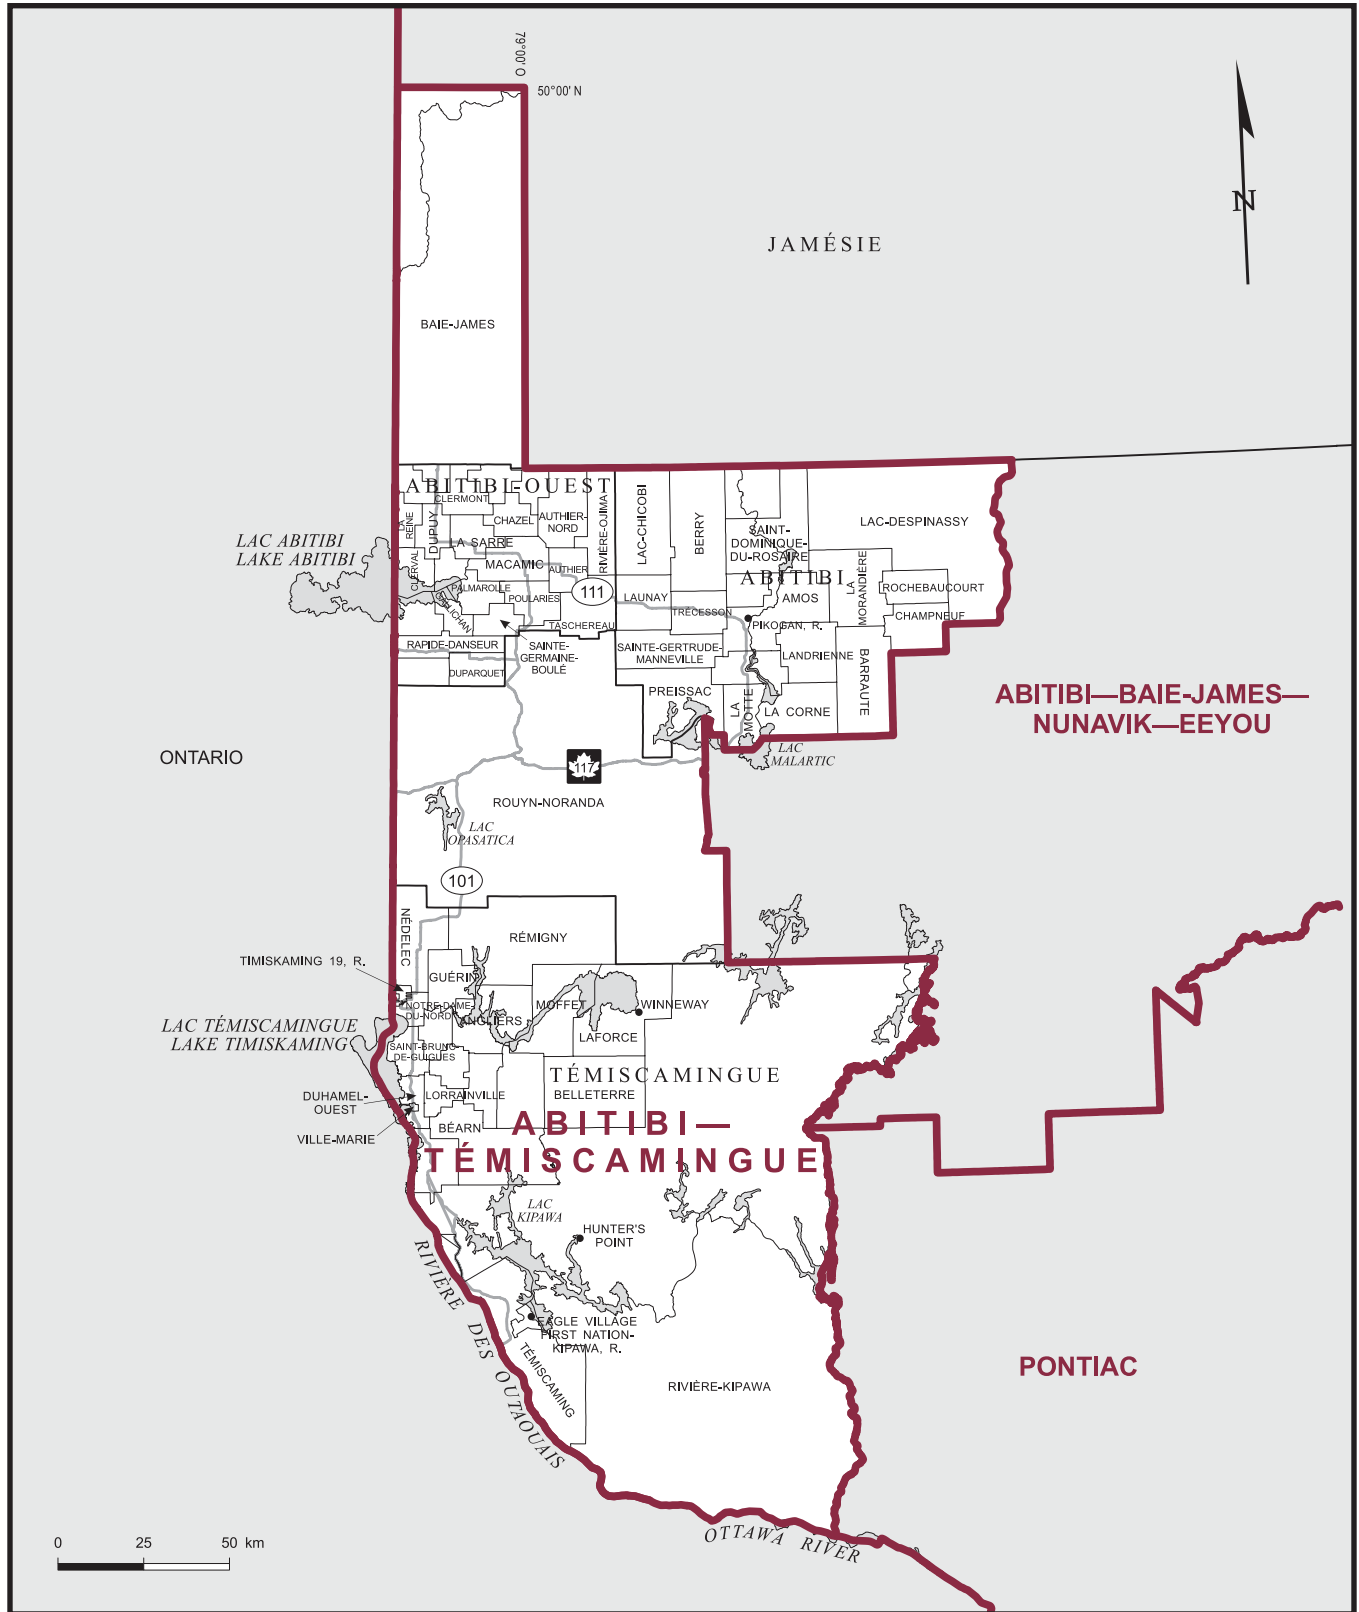 79°00' O
50°00' N
N
JAMÉSIE
BAIE-JAMES
ABITIBI-OUEST
CLERMONT
LA
REINE
DUPUY
CHAZEL
AUTHIER-
NORD
RIVIÈRE-OJIMA
LAC-CHICOBI
BERRY
SAINT-
DOMINIQUE-
DU-ROSAIRE
LAC-DESPINASSY
LAC ABITIBI
LAKE ABITIBI
LA SARRE
CLERVAL
MACAMIC
AUTHIER
ABITIBI
LA
MORANDIÈRE
ROCHEBAUCOURT
PALMAROLLE
GALLICHAN
POULARIES
111
LAUNAY
TRÉCESSON
AMOS
CHAMPNEUF
PIKOGAN, R.
TASCHEREAU
RAPIDE-DANSEUR
SAINTE-
GERMAINE-
BOULÉ
SAINTE-GERTRUDE-
MANNEVILLE
LANDRIENNE
BARRAUTE
DUPARQUET
PREISSAC
LA
MOTTE
LA CORNE
ABITIBI—BAIE-JAMES—
NUNAVIK—EEYOU
LAC
MALARTIC
ONTARIO
117
ROUYN-NORANDA
LAC
OPASATICA
101
NÉDELEC
RÉMIGNY
TIMISKAMING 19, R.
GUÉRIN
NOTRE-DAME-
DU-NORD
ANGLIERS
MOFFET
WINNEWAY
LAC TÉMISCAMINGUE
LAKE TIMISKAMING
LAFORCE
SAINT-BRUNO-
DE-GUIGUES
TÉMISCAMINGUE
DUHAMEL-
OUEST
LORRAINVILLE
BELLETERRE
VILLE-MARIE
BÉARN
ABITIBI—
TÉMISCAMINGUE
LAC
KIPAWA
HUNTER'S
POINT
RIVIÈRE DES OUTAOUAIS
EAGLE VILLAGE
FIRST NATION-
KIPAWA, R.
TÉMISCAMING
RIVIÈRE-KIPAWA
PONTIAC
OTTAWA RIVER
0 25 50 km